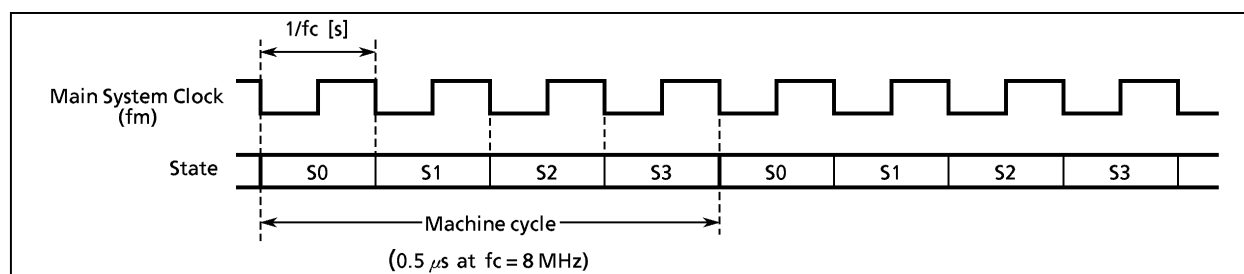 1/fc [s]
Main System Clock
(fm)
State
S0 S1 S2 S3 S0 S1 S2 S3
Machine cycle
(0.5 μs at fc = 8 MHz)